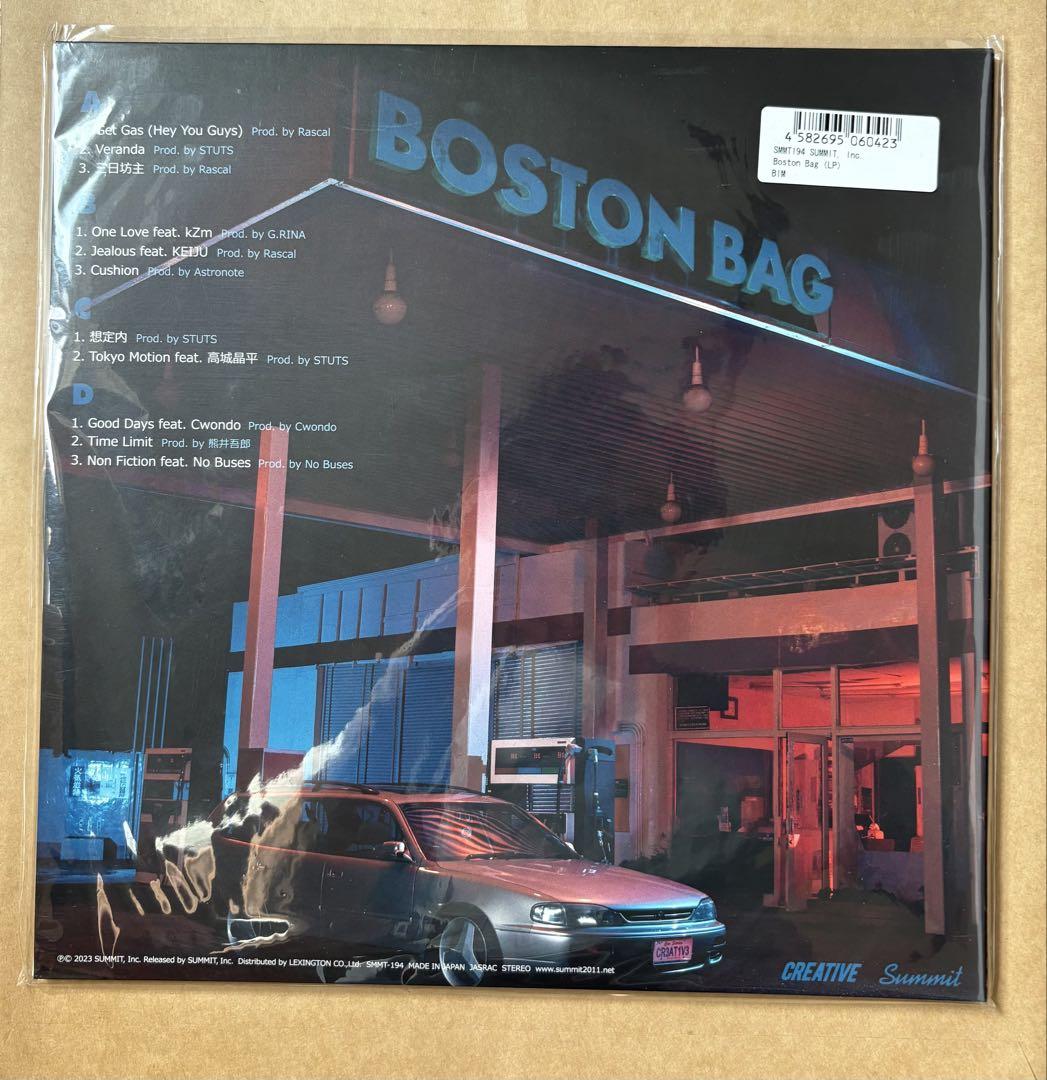 BOSTON BAG
4 582695 060423
SMMT194 SUMMIT, Inc.
Boston Bag (LP)
BIM
A
Get Gas (Hey You Guys) Prod. by Rascal
2. Veranda Prod. by STUTS
3. 三日坊主 Prod. by Rascal
B
1. One Love feat. kZm Prod. by G.RINA
2. Jealous feat. KEIJU Prod. by Rascal
3. Cushion Prod. by Astronote
C
1. 想定内 Prod. by STUTS
2. Tokyo Motion feat. 高城晶平 Prod. by STUTS
D
1. Good Days feat. Cwondo Prod. by Cwondo
2. Time Limit Prod. by 熊井吾郎
3. Non Fiction feat. No Buses Prod. by No Buses
火気厳禁
CR3AT1V3
℗© 2023 SUMMIT, Inc. Released by SUMMIT, Inc. Distributed by LEXINGTON CO.,Ltd. SMMT-194 MADE IN JAPAN JASRAC STEREO www.summit2011.net
CREATIVE Summit